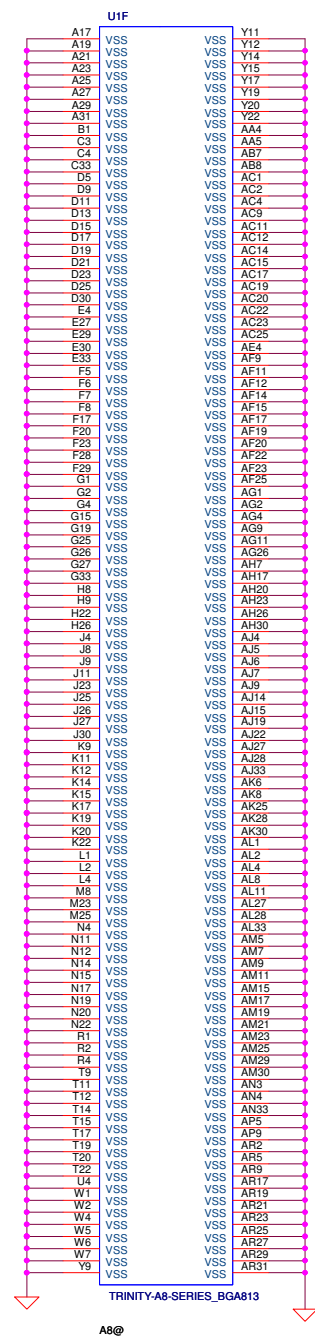 U1F
A17 VSS VSS Y11
A19 VSS VSS Y12
A21 VSS VSS Y14
A23 VSS VSS Y15
A25 VSS VSS Y17
A27 VSS VSS Y19
A29 VSS VSS Y20
A31 VSS VSS Y22
B1 VSS VSS AA4
C3 VSS VSS AA5
C4 VSS VSS AB7
C33 VSS VSS AB8
D5 VSS VSS AC1
D9 VSS VSS AC2
D11 VSS VSS AC4
D13 VSS VSS AC9
D15 VSS VSS AC11
D17 VSS VSS AC12
D19 VSS VSS AC14
D21 VSS VSS AC15
D23 VSS VSS AC17
D25 VSS VSS AC19
D30 VSS VSS AC20
E4 VSS VSS AC22
E27 VSS VSS AC23
E29 VSS VSS AC25
E30 VSS VSS AE4
E33 VSS VSS AF9
F5 VSS VSS AF11
F6 VSS VSS AF12
F7 VSS VSS AF14
F8 VSS VSS AF15
F17 VSS VSS AF17
F20 VSS VSS AF19
F23 VSS VSS AF20
F28 VSS VSS AF22
F29 VSS VSS AF23
G1 VSS VSS AF25
G2 VSS VSS AG1
G4 VSS VSS AG2
G15 VSS VSS AG4
G19 VSS VSS AG9
G25 VSS VSS AG11
G26 VSS VSS AG26
G27 VSS VSS AH7
G33 VSS VSS AH17
H8 VSS VSS AH20
H9 VSS VSS AH23
H22 VSS VSS AH26
H26 VSS VSS AH30
J4 VSS VSS AJ4
J8 VSS VSS AJ5
J9 VSS VSS AJ6
J11 VSS VSS AJ7
J23 VSS VSS AJ9
J25 VSS VSS AJ14
J26 VSS VSS AJ15
J27 VSS VSS AJ19
J30 VSS VSS AJ22
K9 VSS VSS AJ27
K11 VSS VSS AJ28
K12 VSS VSS AJ33
K14 VSS VSS AK6
K15 VSS VSS AK8
K17 VSS VSS AK25
K19 VSS VSS AK28
K20 VSS VSS AK30
K22 VSS VSS AL1
L1 VSS VSS AL2
L2 VSS VSS AL4
L4 VSS VSS AL8
M8 VSS VSS AL11
M23 VSS VSS AL27
M25 VSS VSS AL28
N4 VSS VSS AL33
N11 VSS VSS AM5
N12 VSS VSS AM7
N14 VSS VSS AM9
N15 VSS VSS AM11
N17 VSS VSS AM15
N19 VSS VSS AM17
N20 VSS VSS AM19
N22 VSS VSS AM21
R1 VSS VSS AM23
R2 VSS VSS AM25
R4 VSS VSS AM29
T9 VSS VSS AM30
T11 VSS VSS AN3
T12 VSS VSS AN4
T14 VSS VSS AN33
T15 VSS VSS AP5
T17 VSS VSS AP9
T19 VSS VSS AR2
T20 VSS VSS AR5
T22 VSS VSS AR9
U4 VSS VSS AR17
W1 VSS VSS AR19
W2 VSS VSS AR21
W4 VSS VSS AR23
W5 VSS VSS AR25
W6 VSS VSS AR27
W7 VSS VSS AR29
Y9 VSS VSS AR31
TRINITY-A8-SERIES_BGA813
A8@